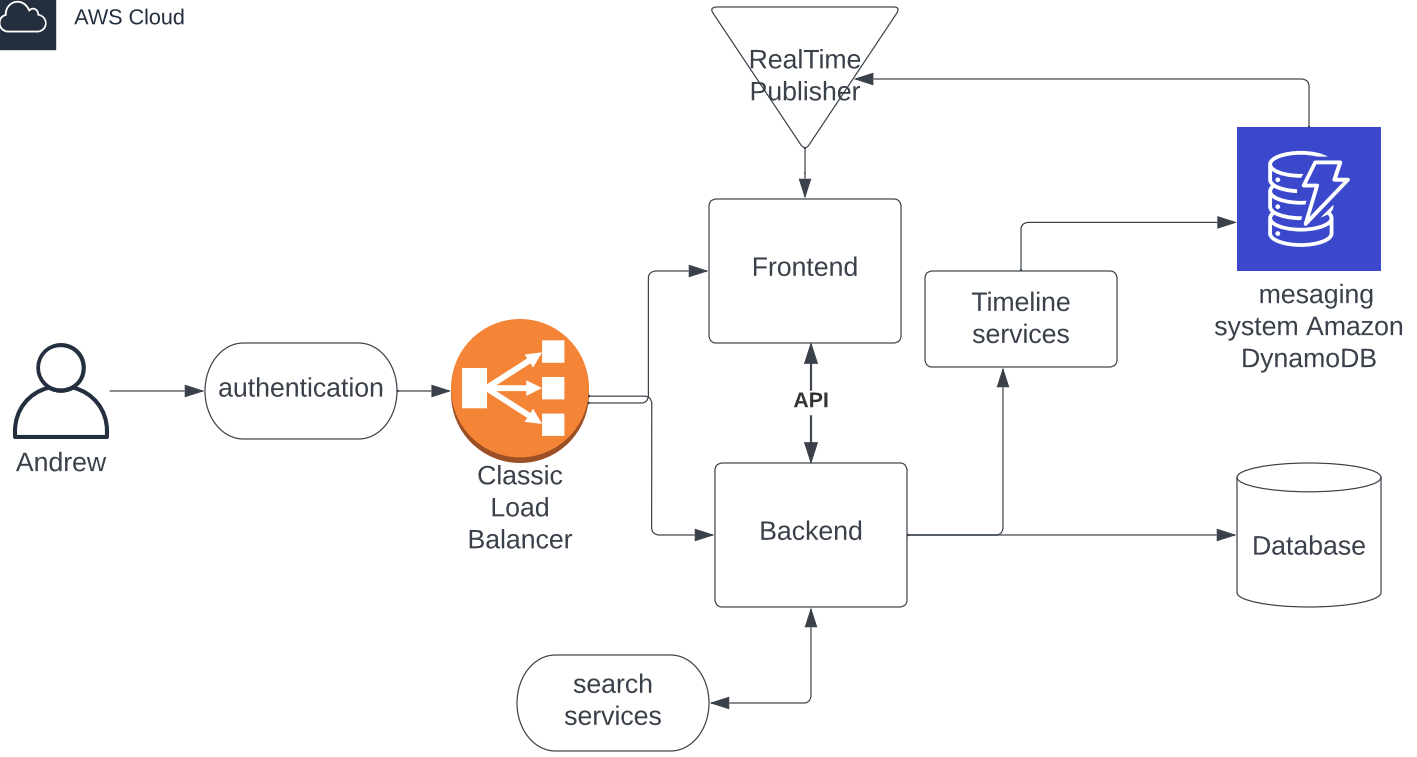 AWS Cloud
RealTime
Publisher
Frontend
Timeline
services
mesaging
system Amazon
DynamoDB
authentication
API
Andrew
Classic
Load
Balancer
Backend
Database
search
services